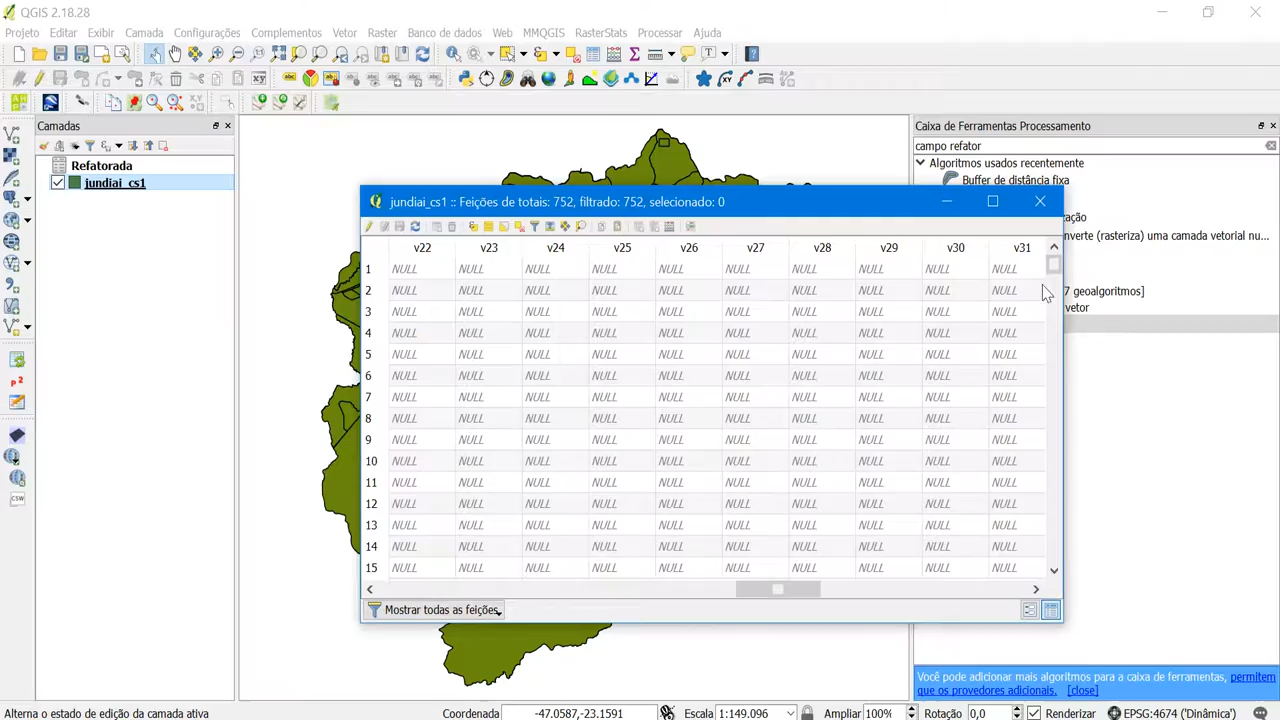 QGIS 2.18.28
Projeto Editar Exibir Camada Configurações Complementos Vetor Raster Banco de dados Web MMQGIS RasterStats Processar Ajuda
Camadas
Refatorada
jundiai_cs1
Caixa de Ferramentas Processamento
campo refator
Algoritmos usados recentemente
Buffer de distância fixa
zação
nverte (rasteriza) uma camada vetorial nu...
7 geoalgoritmos]
vetor
jundiai_cs1 :: Feições de totais: 752, filtrado: 752, selecionado: 0
v22 v23 v24 v25 v26 v27 v28 v29 v30 v31
1 NULL NULL NULL NULL NULL NULL NULL NULL NULL NULL
2 NULL NULL NULL NULL NULL NULL NULL NULL NULL NULL
3 NULL NULL NULL NULL NULL NULL NULL NULL NULL NULL
4 NULL NULL NULL NULL NULL NULL NULL NULL NULL NULL
5 NULL NULL NULL NULL NULL NULL NULL NULL NULL NULL
6 NULL NULL NULL NULL NULL NULL NULL NULL NULL NULL
7 NULL NULL NULL NULL NULL NULL NULL NULL NULL NULL
8 NULL NULL NULL NULL NULL NULL NULL NULL NULL NULL
9 NULL NULL NULL NULL NULL NULL NULL NULL NULL NULL
10 NULL NULL NULL NULL NULL NULL NULL NULL NULL NULL
11 NULL NULL NULL NULL NULL NULL NULL NULL NULL NULL
12 NULL NULL NULL NULL NULL NULL NULL NULL NULL NULL
13 NULL NULL NULL NULL NULL NULL NULL NULL NULL NULL
14 NULL NULL NULL NULL NULL NULL NULL NULL NULL NULL
15 NULL NULL NULL NULL NULL NULL NULL NULL NULL NULL
Mostrar todas as feições
Você pode adicionar mais algoritmos para a caixa de ferramentas, permitem
que os provedores adicionais. [close]
Alterna o estado de edição da camada ativa Coordenada -47.0587,-23.1591 Escala 1:149.096 Ampliar 100% Rotação 0,0 Renderizar EPSG:4674 ('Dinâmica')